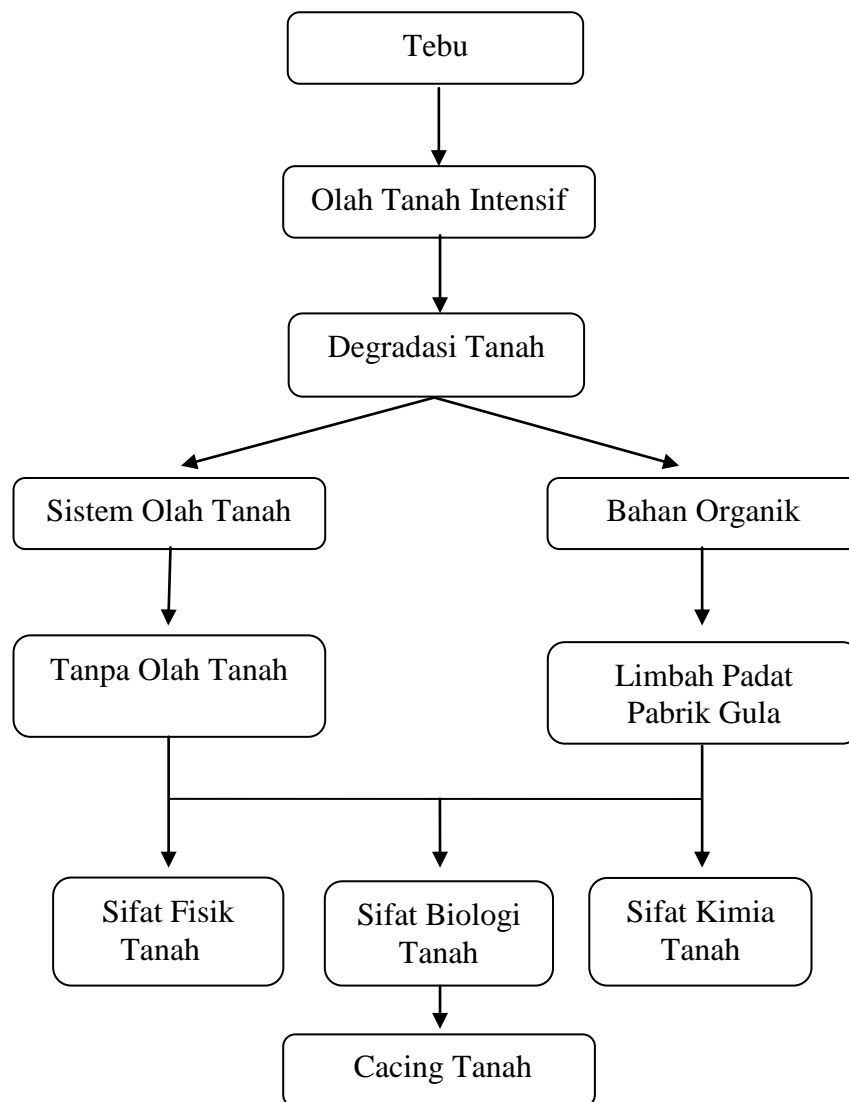 Tebu
Olah Tanah Intensif
Degradasi Tanah
Sistem Olah Tanah
Bahan Organik
Tanpa Olah Tanah
Limbah Padat
Pabrik Gula
Sifat Fisik
Tanah
Sifat Biologi
Tanah
Sifat Kimia
Tanah
Cacing Tanah